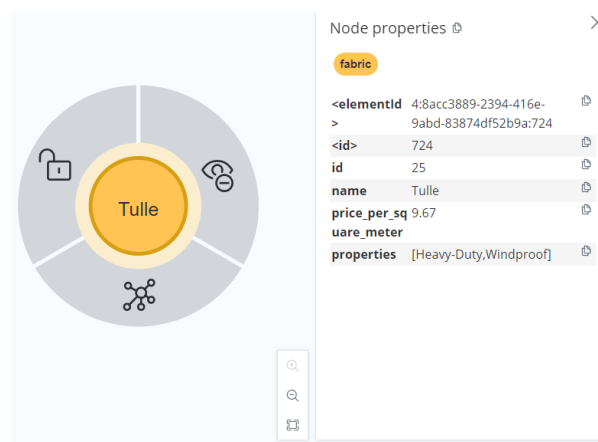 Tulle
Node properties
fabric
<elementId
>
4:8acc3889-2394-416e-
9abd-83874df52b9a:724
<id> 724
id 25
name Tulle
price_per_sq 9.67
uare_meter
properties [Heavy-Duty,Windproof]